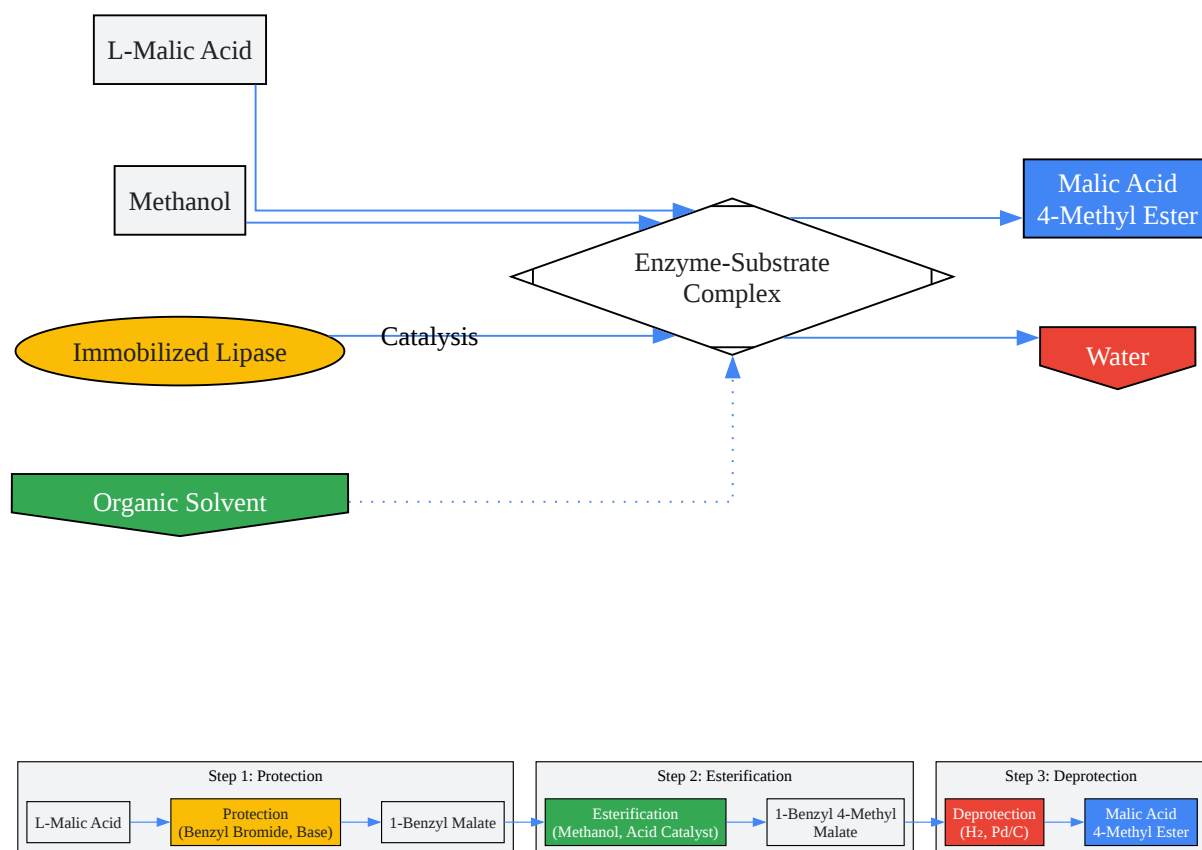 L-Malic Acid
Methanol
Malic Acid
4-Methyl Ester
Enzyme-Substrate
Complex
Immobilized Lipase
Catalysis
Water
Organic Solvent
Step 1: Protection
L-Malic Acid
Protection
(Benzyl Bromide, Base)
1-Benzyl Malate
Step 2: Esterification
Esterification
(Methanol, Acid Catalyst)
1-Benzyl 4-Methyl
Malate
Step 3: Deprotection
Deprotection
(H₂, Pd/C)
Malic Acid
4-Methyl Ester